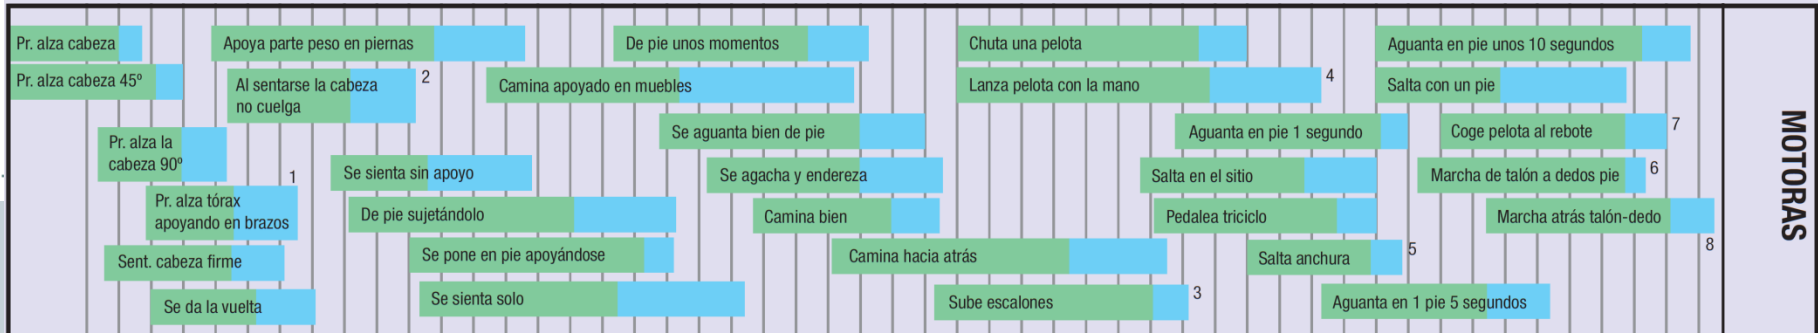 Pr. alza cabeza
Apoya parte peso en piernas
De pie unos momentos
Chuta una pelota
Aguanta en pie unos 10 segundos
Pr. alza cabeza 45º
Al sentarse la cabeza
no cuelga
2
Camina apoyado en muebles
Lanza pelota con la mano
4
Salta con un pie
Pr. alza la
cabeza 90º
Se aguanta bien de pie
Aguanta en pie 1 segundo
Coge pelota al rebote
7
Se sienta sin apoyo
Se agacha y endereza
Salta en el sitio
Marcha de talón a dedos pie
6
Pr. alza tórax
apoyando en brazos
1
De pie sujetándolo
Camina bien
Pedalea triciclo
Marcha atrás talón-dedo
8
Sent. cabeza firme
Se pone en pie apoyándose
Camina hacia atrás
Salta anchura
5
Se da la vuelta
Se sienta solo
Sube escalones
3
Aguanta en 1 pie 5 segundos
MOTORAS